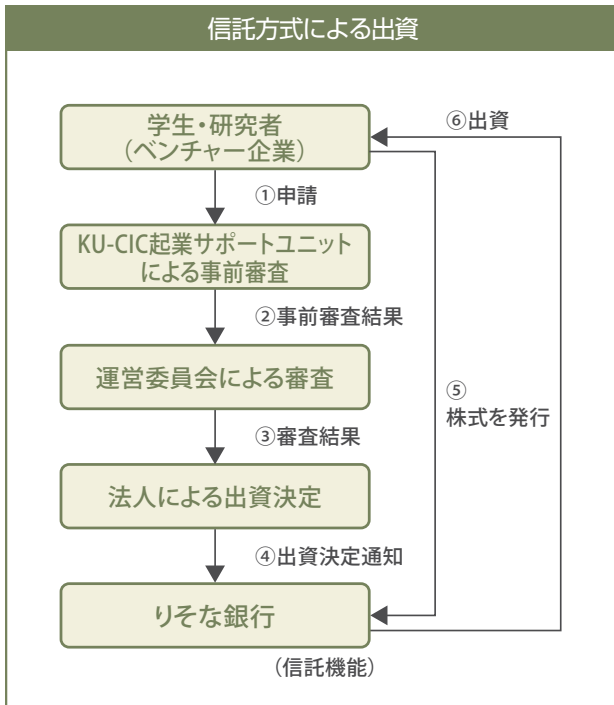 信託方式による出資
学生・研究者
（ベンチャー企業）
⑥出資
①申請
KU-CIC起業サポートユニット
による事前審査
②事前審査結果
運営委員会による審査
⑤
株式を発行
③審査結果
法人による出資決定
④出資決定通知
りそな銀行
（信託機能）